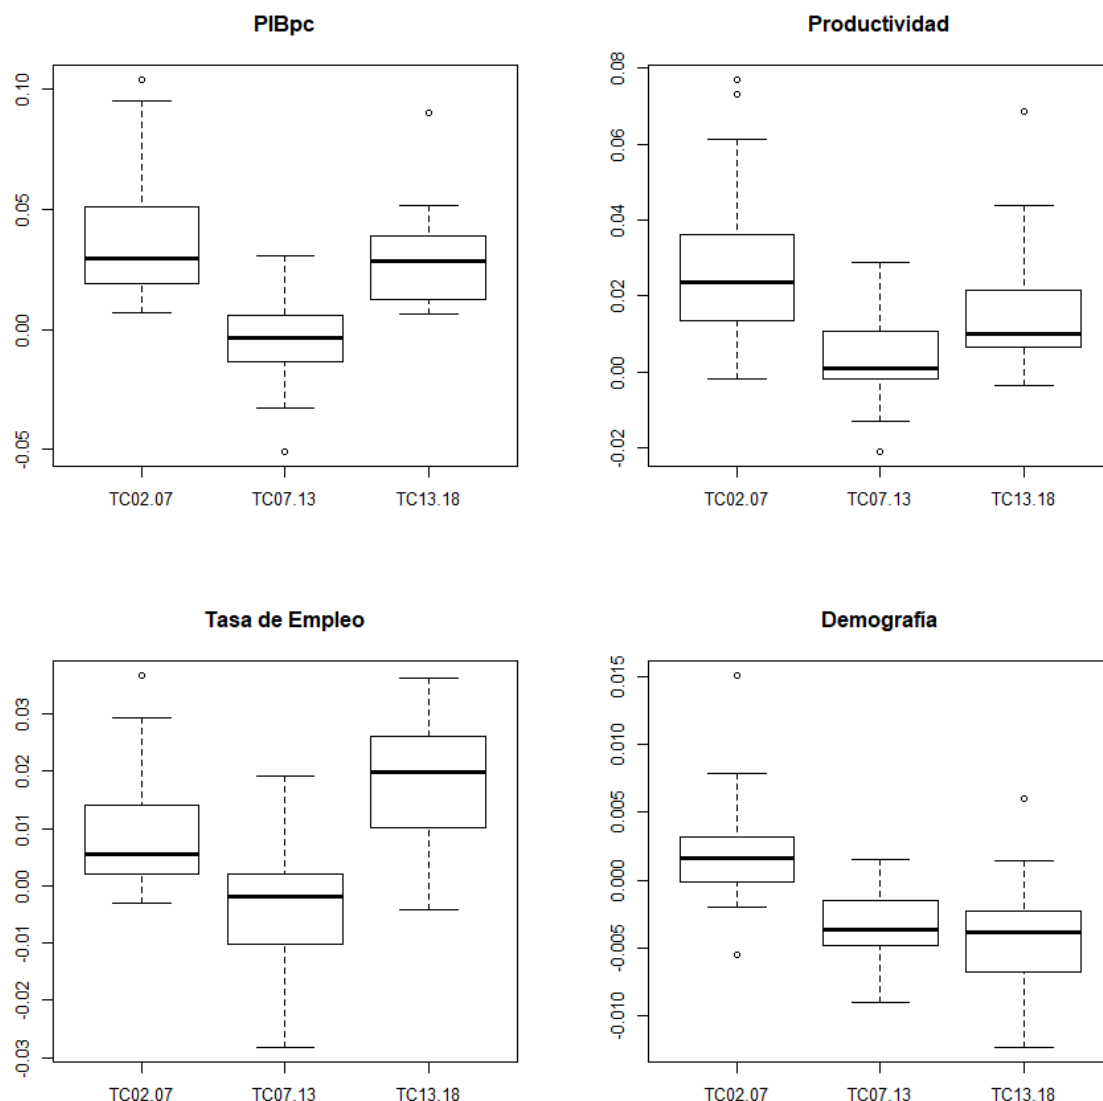 PIBpc
0.10
0.05
0.00
-0.05
TC02.07 TC07.13 TC13.18
Productividad
0.08
0.06
0.04
0.02
0.00
-0.02
TC02.07 TC07.13 TC13.18
Tasa de Empleo
0.03
0.02
0.01
0.00
-0.01
-0.02
-0.03
TC02.07 TC07.13 TC13.18
Demografía
0.015
0.010
0.005
0.000
-0.005
-0.010
TC02.07 TC07.13 TC13.18